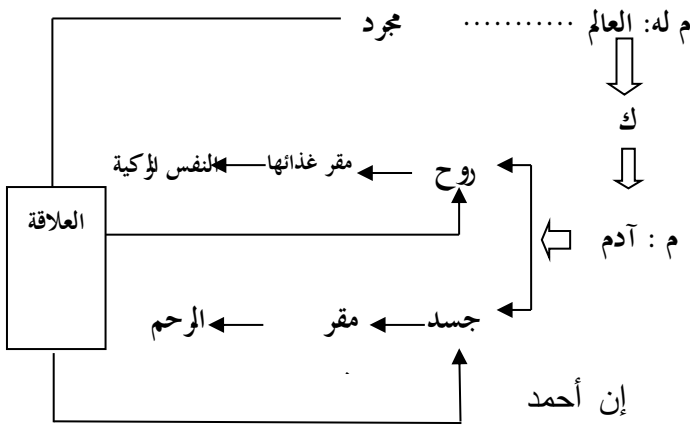 م له: العالم ........... مجرد
ك
روح مقر غذائها النفس الزكية
العلاقة
م : آدم
جسد مقر الرحم
إن أحمد